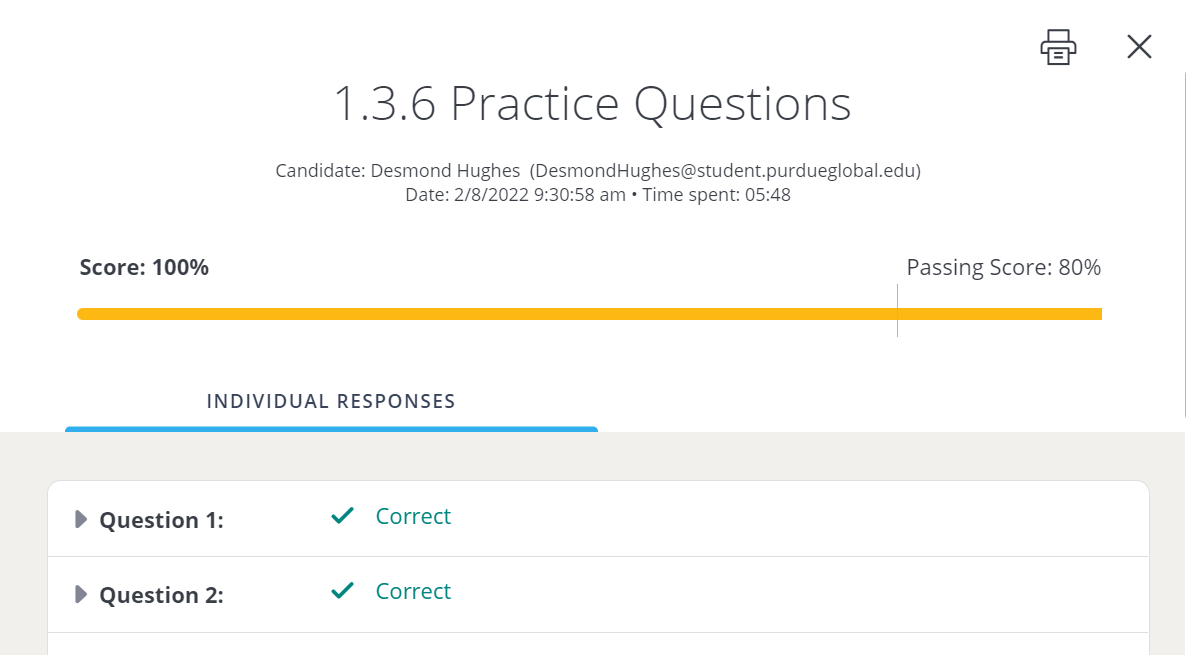 1.3.6 Practice Questions
Candidate: Desmond Hughes (DesmondHughes@student.purdueglobal.edu)
Date: 2/8/2022 9:30:58 am • Time spent: 05:48
Score: 100%
Passing Score: 80%
INDIVIDUAL RESPONSES
Question 1: Correct
Question 2: Correct